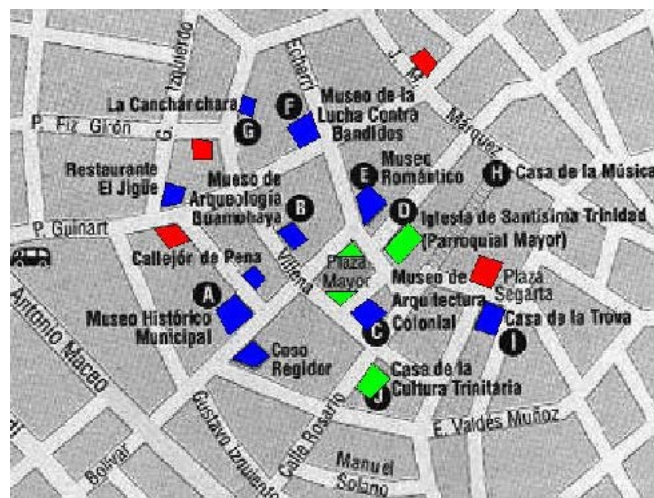 Izquierdo
Echerri
J. M.
La Canchánchara
F
Museo de la
Lucha Contra
Bandidos
Márquez
P. Fiz Girón
G.
G
Restaurante
El Jigüe
Museo de
Arqueología
Guamuhaya
E
Museo
Romántico
H
Casa de la Música
B
D
Iglesia de Santísima Trinidad
(Parroquial Mayor)
P. Guinart
Callejón de Pena
Villena
Plaza
Mayor
Museo de
Arquitectura
Colonial
Plaza
Segarta
A
Museo Histórico
Municipal
C
Casa de la Trova
I
Antonio Maceo
Caso
Regidor
Casa de la
Cultura Trinitaria
J
E. Valdés Muñoz
Gustavo Izquierdo
Calle Rosario
Bolívar
Manuel
Solano